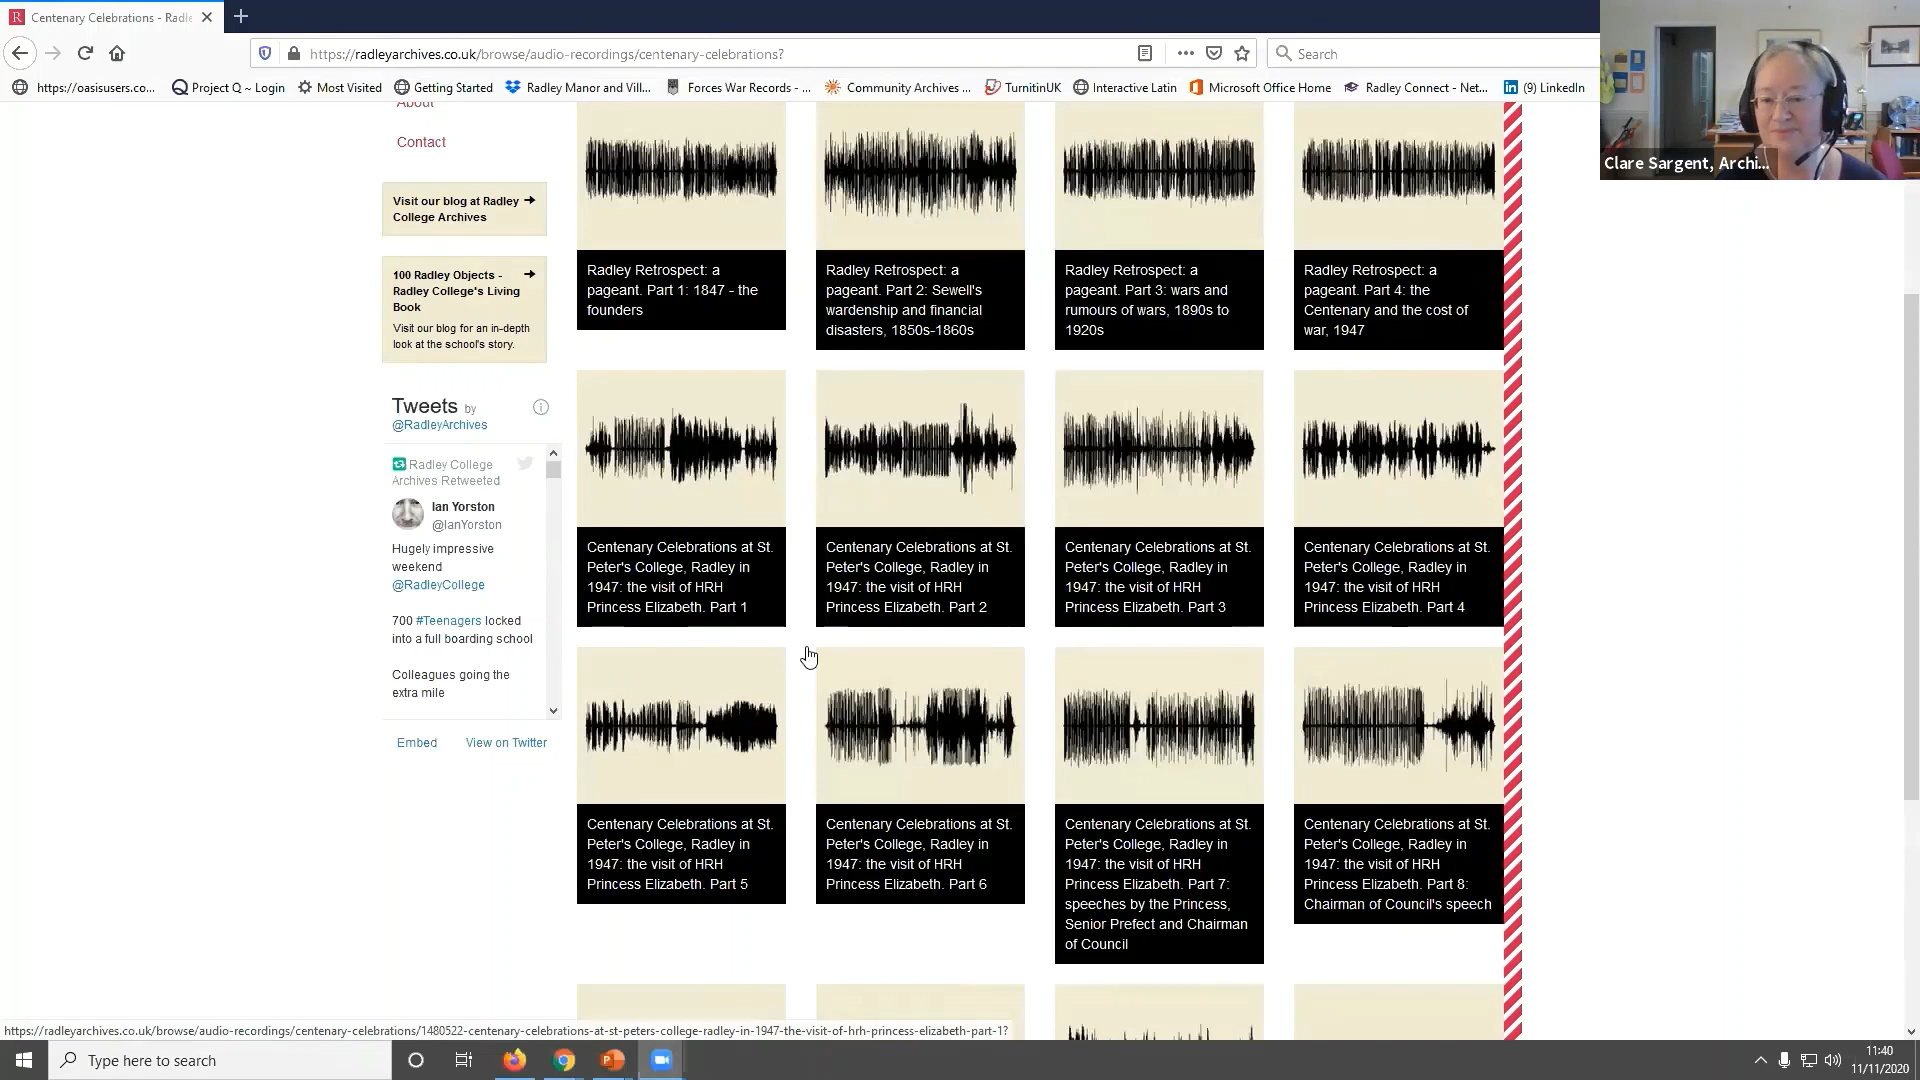 Centenary Celebrations - Radle
https://radleyarchives.co.uk/browse/audio-recordings/centenary-celebrations?
Search
https://oasisusers.co...
Project Q ~ Login
Most Visited
Getting Started
Radley Manor and Vill...
Forces War Records - ...
Community Archives ...
TurnitinUK
Interactive Latin
Microsoft Office Home
Radley Connect - Net...
(9) LinkedIn
Clare Sargent, Archi...
About
Contact
Visit our blog at Radley
College Archives
100 Radley Objects -
Radley College's Living
Book
Visit our blog for an in-depth
look at the school's story.
Tweets by
@RadleyArchives
Radley College
Archives Retweeted
Ian Yorston
@IanYorston
Hugely impressive
weekend
@RadleyCollege
700 #Teenagers locked
into a full boarding school
Colleagues going the
extra mile
Embed
View on Twitter
Radley Retrospect: a
pageant. Part 1: 1847 - the
founders
Radley Retrospect: a
pageant. Part 2: Sewell's
wardenship and financial
disasters, 1850s-1860s
Radley Retrospect: a
pageant. Part 3: wars and
rumours of wars, 1890s to
1920s
Radley Retrospect: a
pageant. Part 4: the
Centenary and the cost of
war, 1947
Centenary Celebrations at St.
Peter's College, Radley in
1947: the visit of HRH
Princess Elizabeth. Part 1
Centenary Celebrations at St.
Peter's College, Radley in
1947: the visit of HRH
Princess Elizabeth. Part 2
Centenary Celebrations at St.
Peter's College, Radley in
1947: the visit of HRH
Princess Elizabeth. Part 3
Centenary Celebrations at St.
Peter's College, Radley in
1947: the visit of HRH
Princess Elizabeth. Part 4
Centenary Celebrations at St.
Peter's College, Radley in
1947: the visit of HRH
Princess Elizabeth. Part 5
Centenary Celebrations at St.
Peter's College, Radley in
1947: the visit of HRH
Princess Elizabeth. Part 6
Centenary Celebrations at St.
Peter's College, Radley in
1947: the visit of HRH
Princess Elizabeth. Part 7:
speeches by the Princess,
Senior Prefect and Chairman
of Council
Centenary Celebrations at St.
Peter's College, Radley in
1947: the visit of HRH
Princess Elizabeth. Part 8:
Chairman of Council's speech
https://radleyarchives.co.uk/browse/audio-recordings/centenary-celebrations/1480522-centenary-celebrations-at-st-peters-college-radley-in-1947-the-visit-of-hrh-princess-elizabeth-part-1?
Type here to search
11:40
11/11/2020